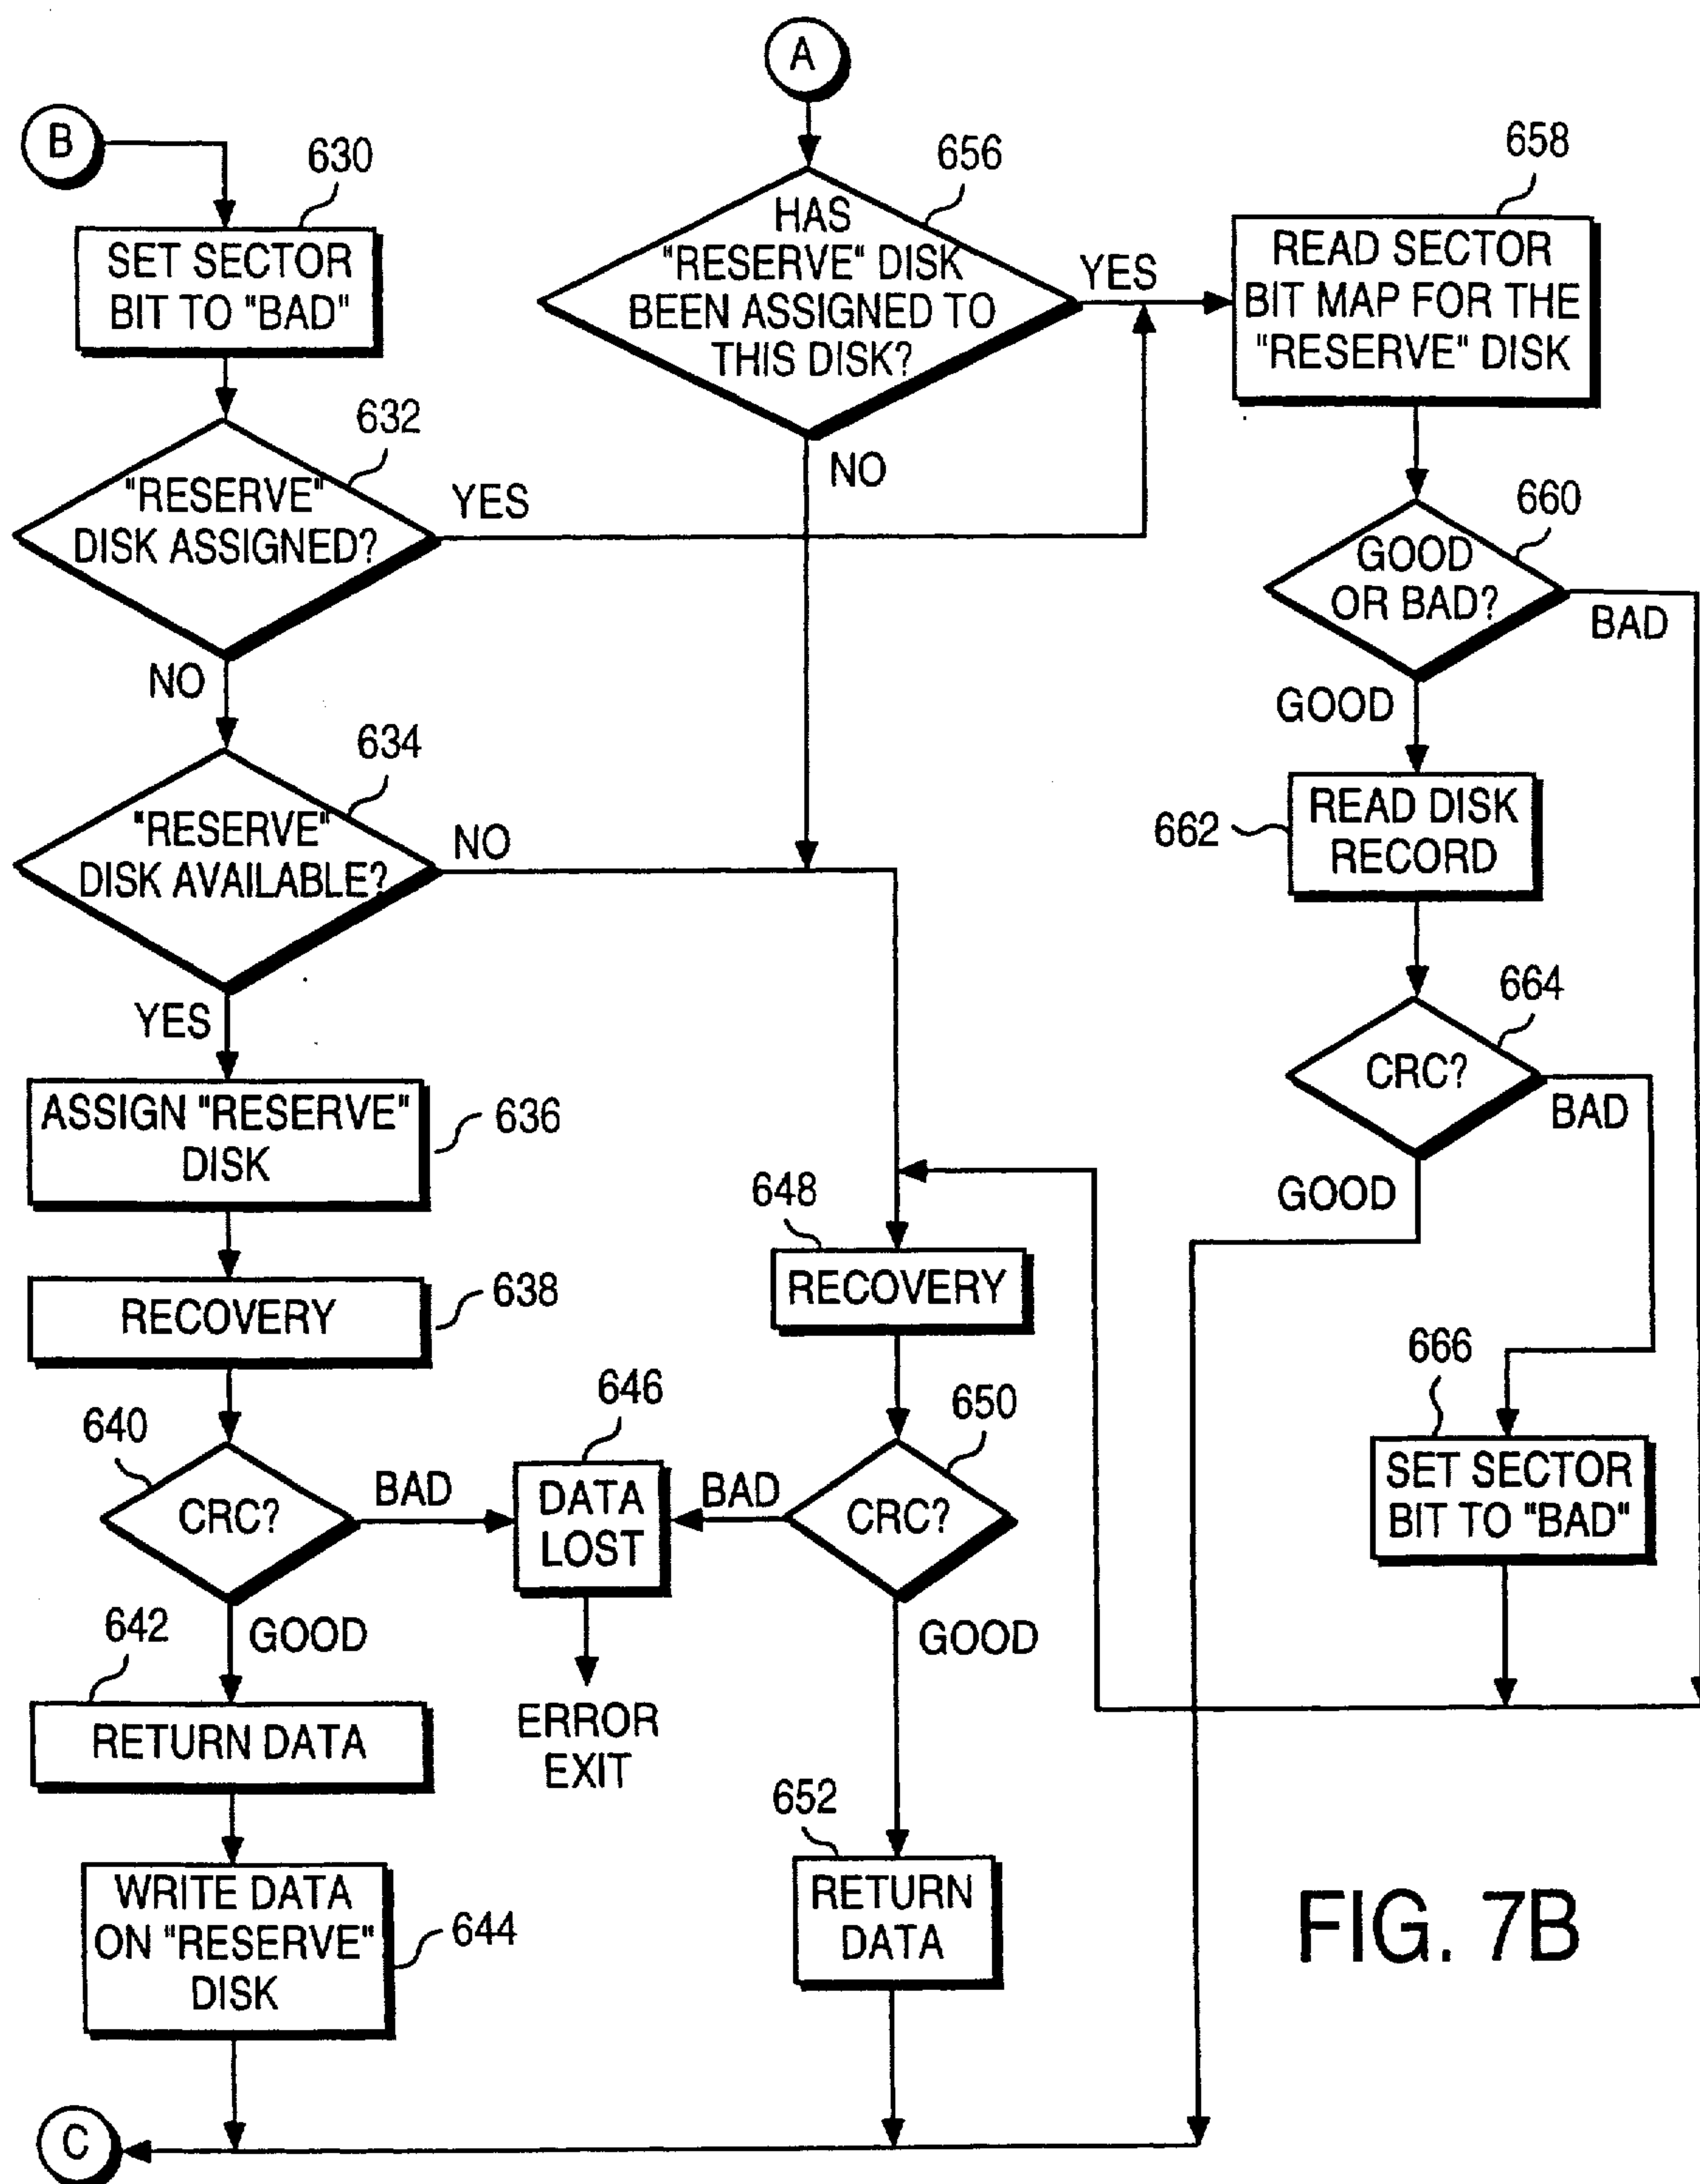 A
B
630
SET SECTOR
BIT TO "BAD"
656
HAS
"RESERVE" DISK
BEEN ASSIGNED TO
THIS DISK?
YES
NO
658
READ SECTOR
BIT MAP FOR THE
"RESERVE" DISK
632
"RESERVE"
DISK ASSIGNED?
YES
NO
660
GOOD
OR BAD?
BAD
GOOD
634
"RESERVE"
DISK AVAILABLE?
NO
YES
662
READ DISK
RECORD
664
CRC?
BAD
GOOD
636
ASSIGN "RESERVE"
DISK
648
RECOVERY
638
RECOVERY
666
SET SECTOR
BIT TO "BAD"
640
CRC?
BAD
GOOD
646
DATA
LOST
ERROR
EXIT
650
CRC?
BAD
GOOD
642
RETURN DATA
652
RETURN
DATA
644
WRITE DATA
ON "RESERVE"
DISK
C
FIG. 7B